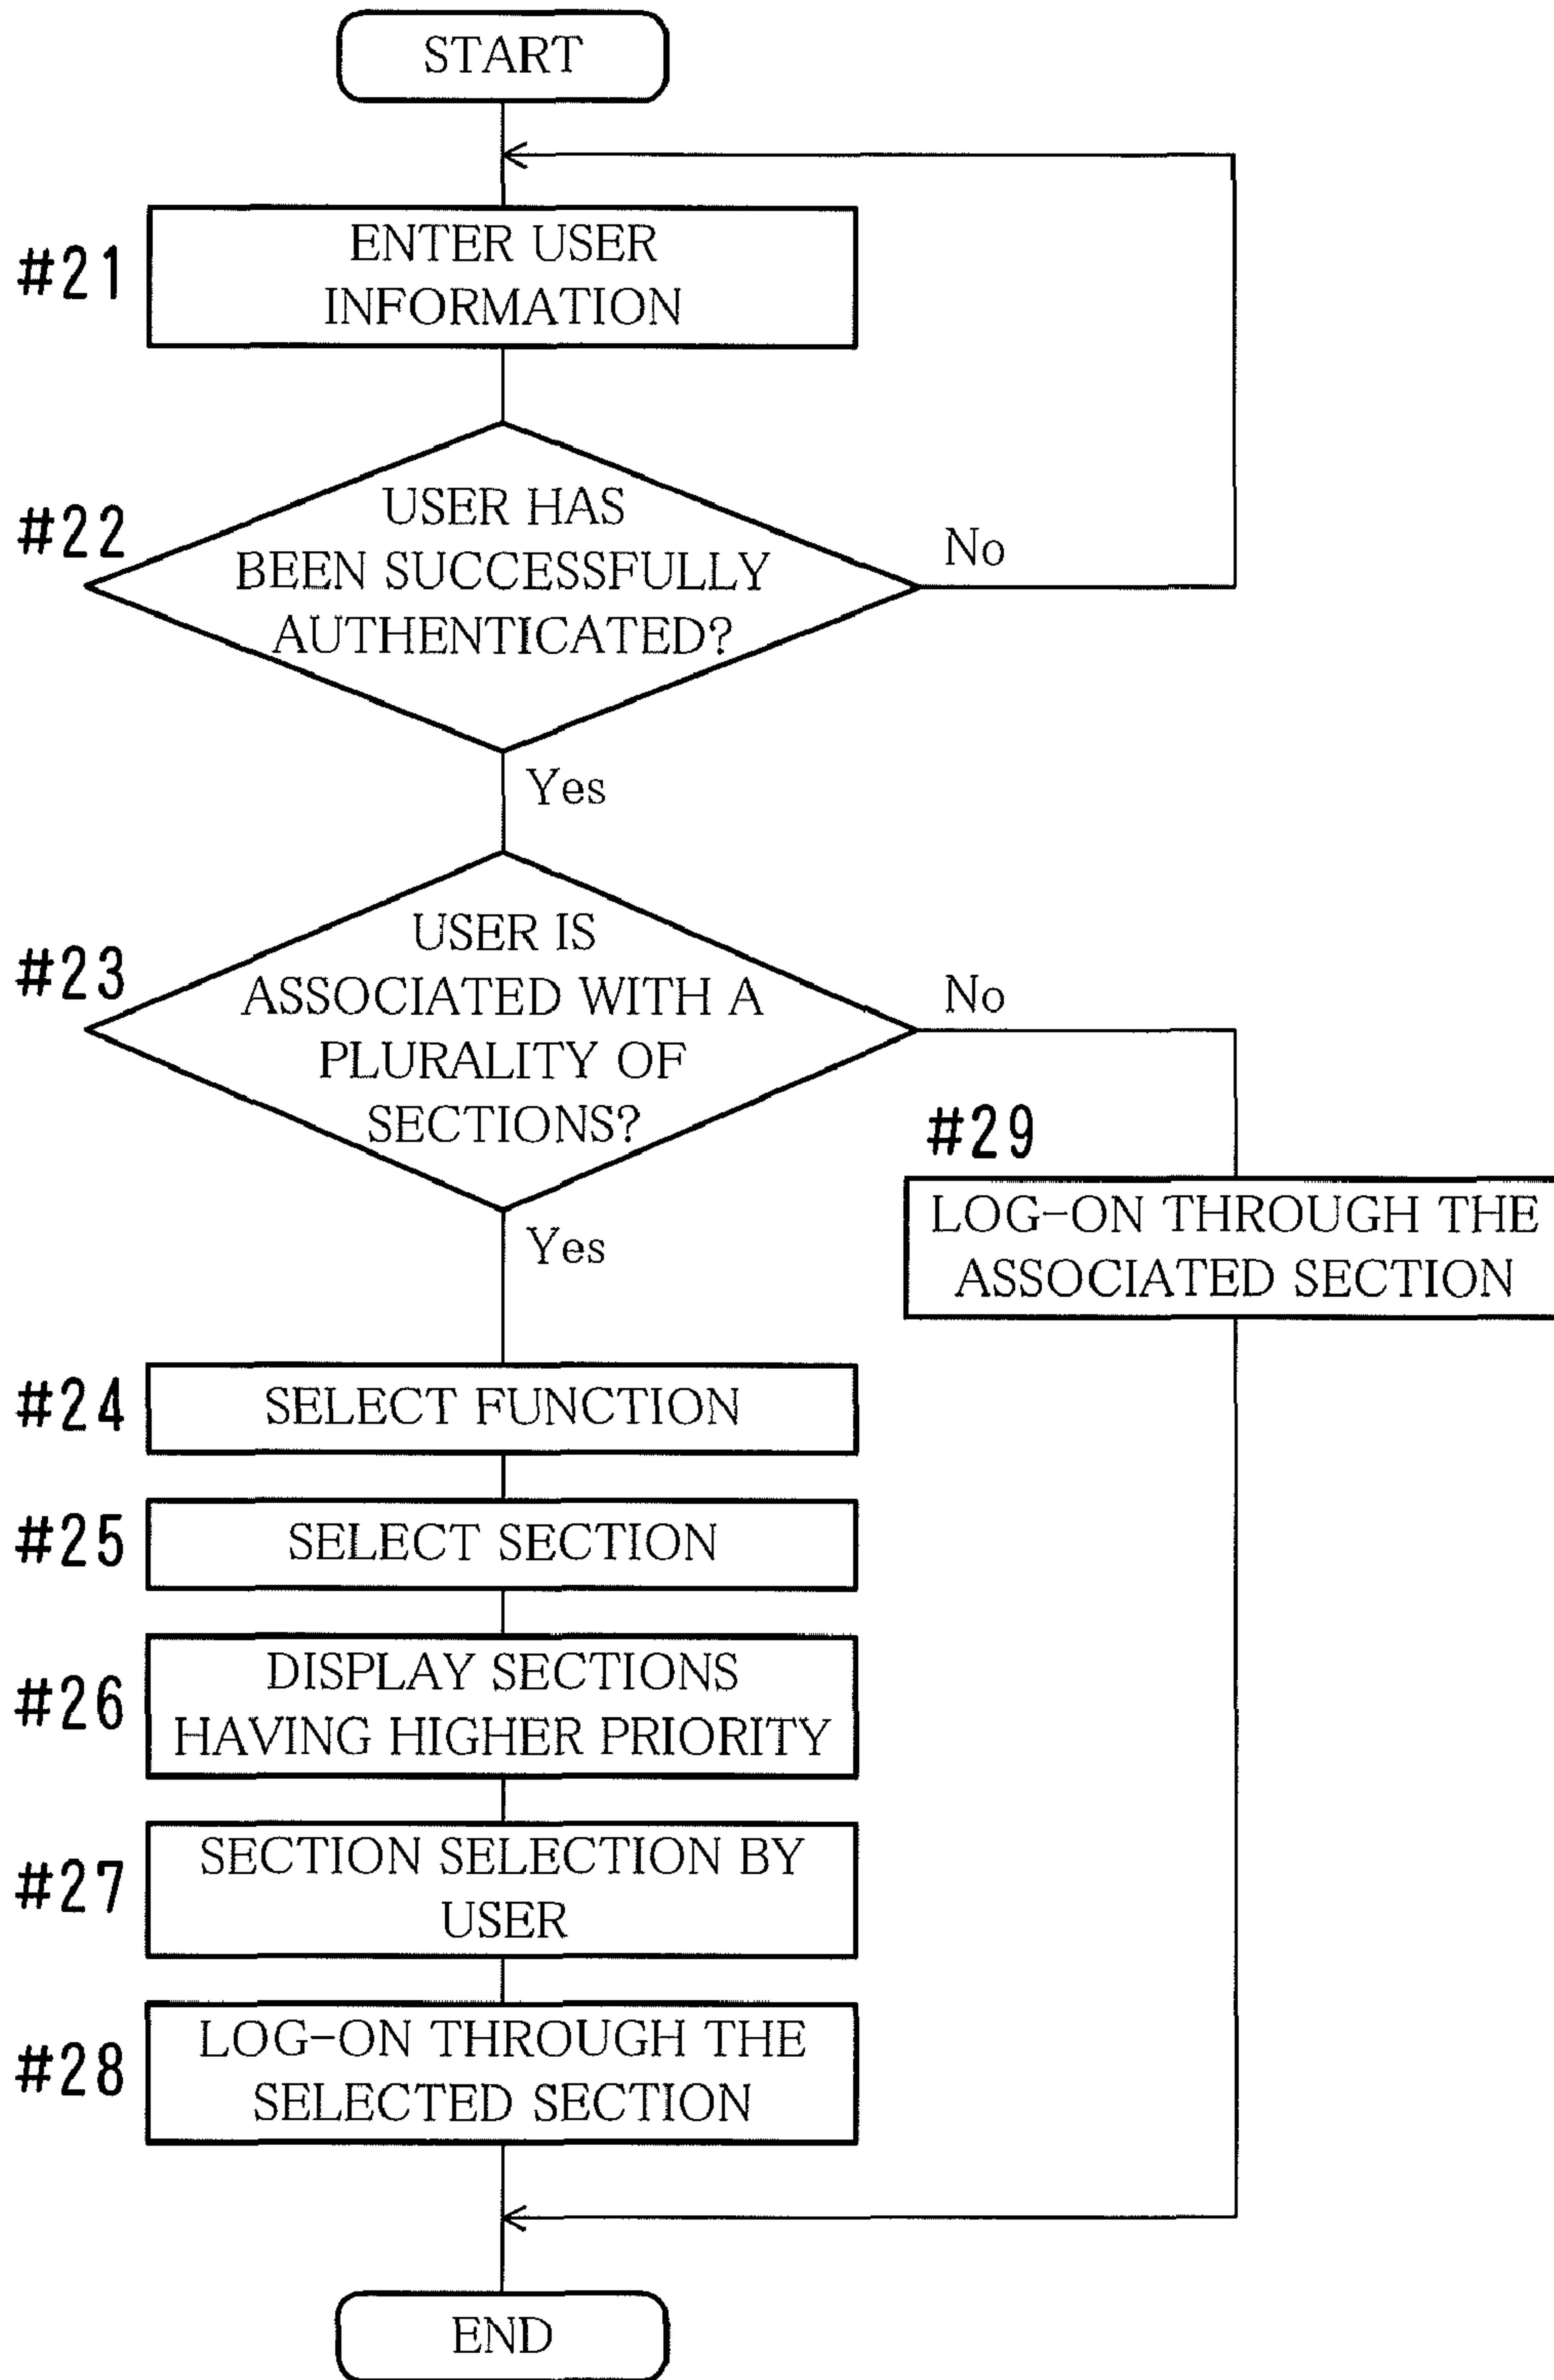 START
#21
ENTER USER
INFORMATION
#22
USER HAS
BEEN SUCCESSFULLY
AUTHENTICATED?
No
Yes
#23
USER IS
ASSOCIATED WITH A
PLURALITY OF
SECTIONS?
No
Yes
#29
LOG-ON THROUGH THE
ASSOCIATED SECTION
#24
SELECT FUNCTION
#25
SELECT SECTION
#26
DISPLAY SECTIONS
HAVING HIGHER PRIORITY
#27
SECTION SELECTION BY
USER
#28
LOG-ON THROUGH THE
SELECTED SECTION
END